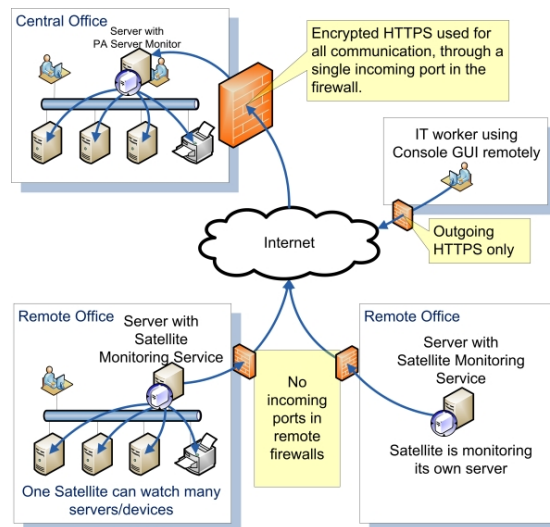 Central Office
Server with
PA Server Monitor
Encrypted HTTPS used for
all communication, through a
single incoming port in the
firewall.
IT worker using
Console GUI remotely
Outgoing
HTTPS only
Internet
Remote Office
Server with
Satellite
Monitoring Service
No
incoming
ports in
remote
firewalls
One Satellite can watch many
servers/devices
Remote Office
Server with
Satellite Monitoring
Service
Satellite is monitoring
its own server